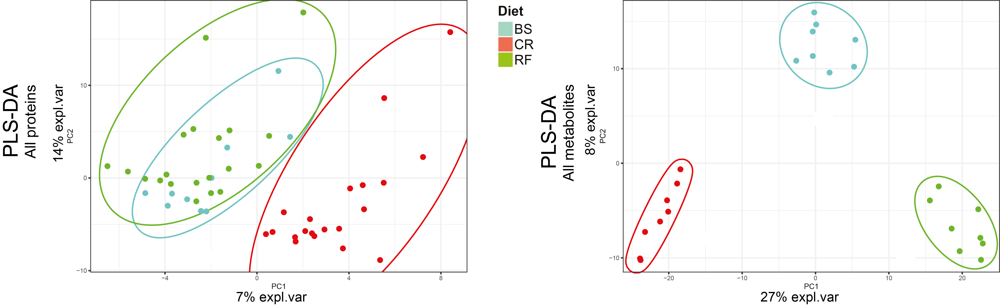 PLS-DA
All proteins
14% expl.var
PC2
10
0
−10
−4
0
4
8
PC1
7% expl.var
Diet
BS
CR
RF
PLS-DA
All metabolites
8% expl.var
PC2
10
0
−10
−20
−10
0
10
20
PC1
27% expl.var